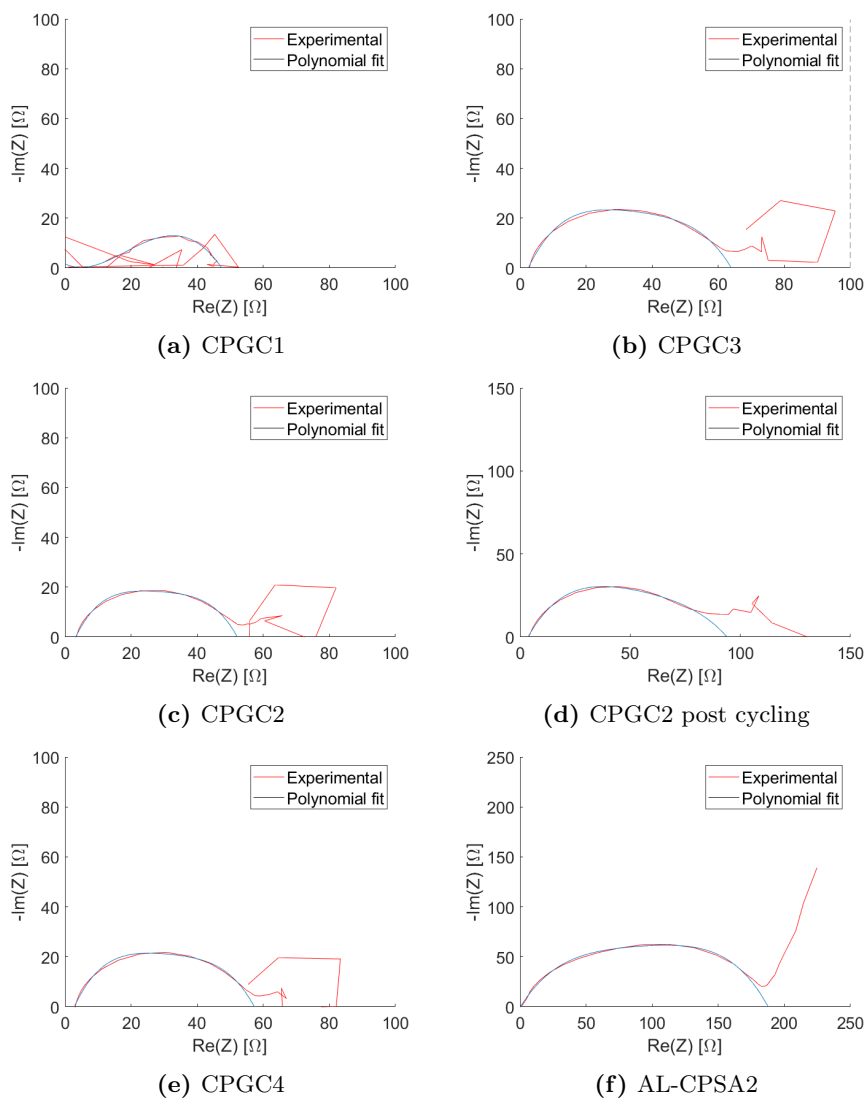 100
80
60
40
20
0
-Im(Z) [Ω]
Experimental
Polynomial fit
0 20 40 60 80 100
Re(Z) [Ω]
(a) CPGC1
100
80
60
40
20
0
-Im(Z) [Ω]
Experimental
Polynomial fit
0 20 40 60 80 100
Re(Z) [Ω]
(b) CPGC3
100
80
60
40
20
0
-Im(Z) [Ω]
Experimental
Polynomial fit
0 20 40 60 80 100
Re(Z) [Ω]
(c) CPGC2
150
100
50
0
-Im(Z) [Ω]
Experimental
Polynomial fit
0 50 100 150
Re(Z) [Ω]
(d) CPGC2 post cycling
100
80
60
40
20
0
-Im(Z) [Ω]
Experimental
Polynomial fit
0 20 40 60 80 100
Re(Z) [Ω]
(e) CPGC4
250
200
150
100
50
0
-Im(Z) [Ω]
Experimental
Polynomial fit
0 50 100 150 200 250
Re(Z) [Ω]
(f) AL-CPSA2